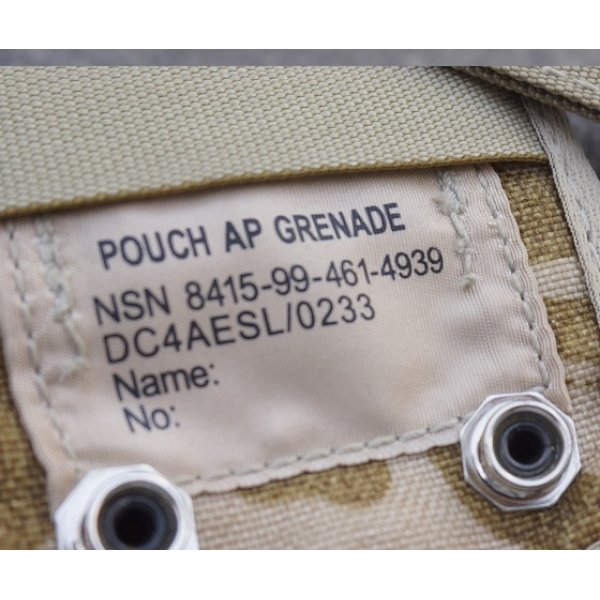 POUCH AP GRENADE
NSN 8415-99-461-4939
DC4AESL/0233
Name:
No: